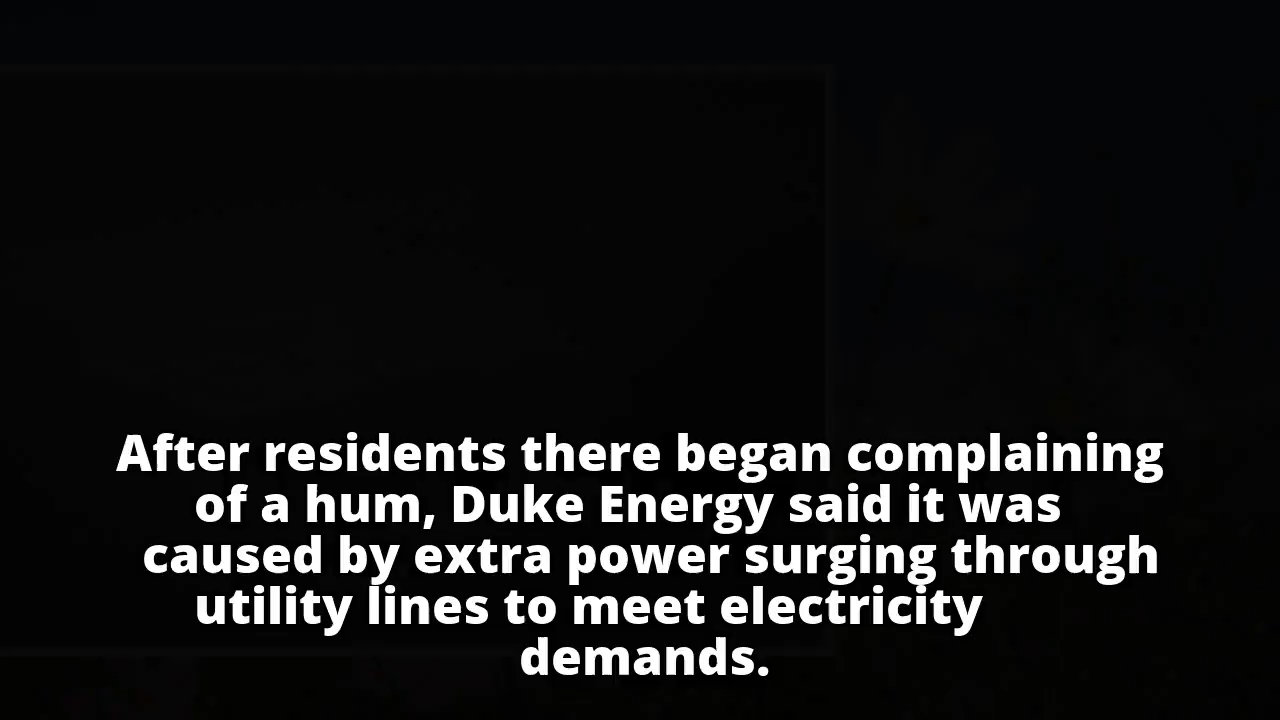 After residents there began complaining
of a hum, Duke Energy said it was
caused by extra power surging through
utility lines to meet electricity
demands.